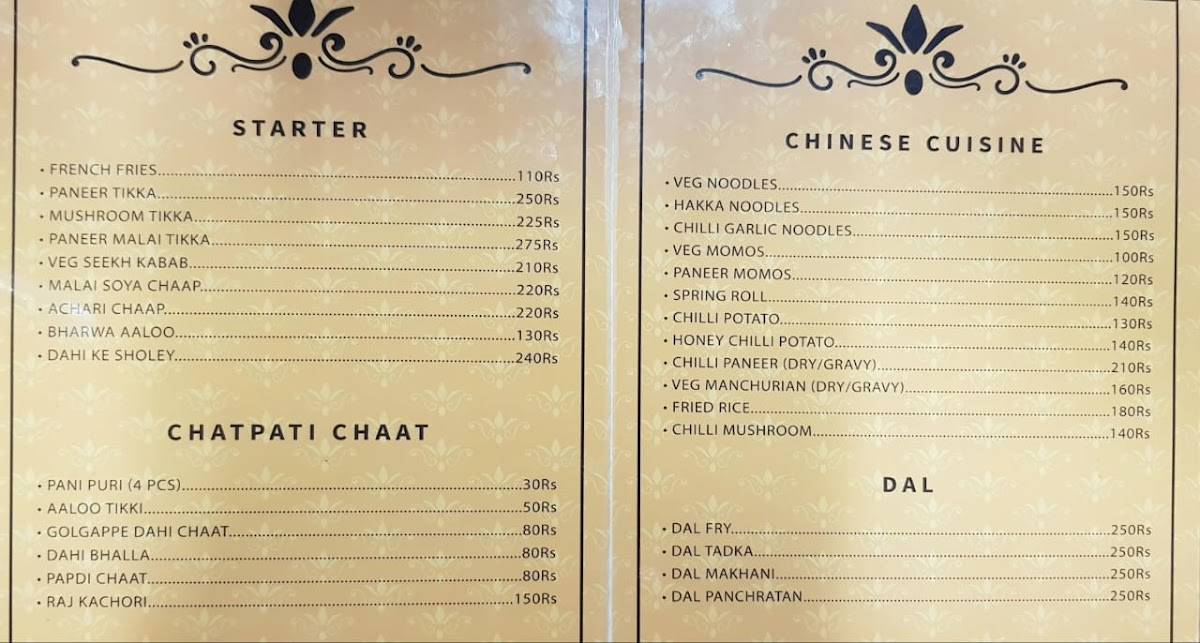 STARTER
• FRENCH FRIES 110Rs
• PANEER TIKKA 250Rs
• MUSHROOM TIKKA 225Rs
• PANEER MALAI TIKKA 275Rs
• VEG SEEKH KABAB 210Rs
• MALAI SOYA CHAAP 220Rs
• ACHARI CHAAP 220Rs
• BHARWA AALOO 130Rs
• DAHI KE SHOLEY 240Rs
CHATPATI CHAAT
• PANI PURI (4 PCS) 30Rs
• AALOO TIKKI 50Rs
• GOLGAPPE DAHI CHAAT 80Rs
• DAHI BHALLA 80Rs
• PAPDI CHAAT 80Rs
• RAJ KACHORI 150Rs
CHINESE CUISINE
• VEG NOODLES 150Rs
• HAKKA NOODLES 150Rs
• CHILLI GARLIC NOODLES 150Rs
• VEG MOMOS 100Rs
• PANEER MOMOS 120Rs
• SPRING ROLL 140Rs
• CHILLI POTATO 130Rs
• HONEY CHILLI POTATO 140Rs
• CHILLI PANEER (DRY/GRAVY) 210Rs
• VEG MANCHURIAN (DRY/GRAVY) 160Rs
• FRIED RICE 180Rs
• CHILLI MUSHROOM 140Rs
DAL
• DAL FRY 250Rs
• DAL TADKA 250Rs
• DAL MAKHANI 250Rs
• DAL PANCHRATAN 250Rs